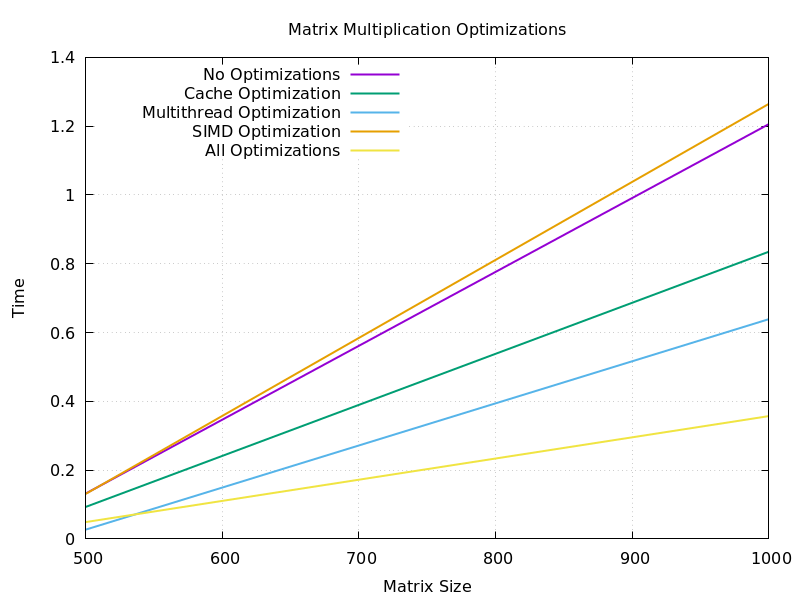 Matrix Multiplication Optimizations
1.4
1.2
1
0.8
0.6
0.4
0.2
0
Time
No Optimizations
Cache Optimization
Multithread Optimization
SIMD Optimization
All Optimizations
500
600
700
800
900
1000
Matrix Size